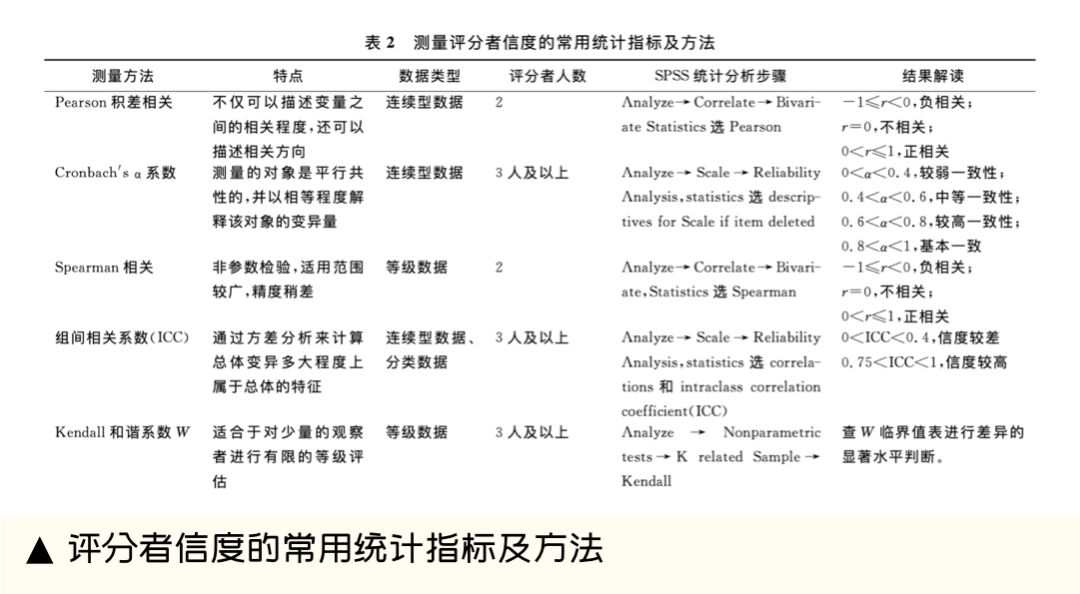 表 2 测量评分者信度的常用统计指标及方法
测量方法 特点 数据类型 评分者人数 SPSS 统计分析步骤 结果解读
Pearson 积差相关 不仅可以描述变量之 连续型数据 2 Analyze→Correlate→Bivari- −1≤r<0,负相关；
间的相关程度,还可以 ate Statistics 选 Pearson r=0,不相关；
描述相关方向 0<r≤1,正相关
Cronbach's α 系数 测量的对象是平行共 连续型数据 3 人及以上 Analyze→Scale→Reliability 0<α<0.4,较弱一致性；
性的,并以相等程度解 Analysis,statistics 选 descrip- 0.4<α<0.6,中等一致性；
释该对象的变异量 tives for Scale if item deleted 0.6<α<0.8,较高一致性；
0.8<α<1,基本一致
Spearman 相关 非参数检验,适用范围 等级数据 2 Analyze→Correlate→Bivari- −1≤r<0,负相关；
较广,精度稍差 ate,Statistics 选 Spearman r=0,不相关；
0<r≤1,正相关
组间相关系数(ICC) 通过方差分析来计算 连续型数据、 3 人及以上 Analyze→Scale→Reliability 0<ICC<0.4,信度较差
总体变异多大程度上 分类数据 Analysis,statistics 选 correla- 0.75<ICC<1,信度较高
属于总体的特征 tions 和 intraclass correlation
coefficient(ICC)
Kendall 和谐系数 W 适合于对少量的观察 等级数据 3 人及以上 Analyze → Nonparametric 查 W 临界值表进行差异的
者进行有限的等级评 tests→K related Sample→ 显著水平判断。
估 Kendall
▲ 评分者信度的常用统计指标及方法